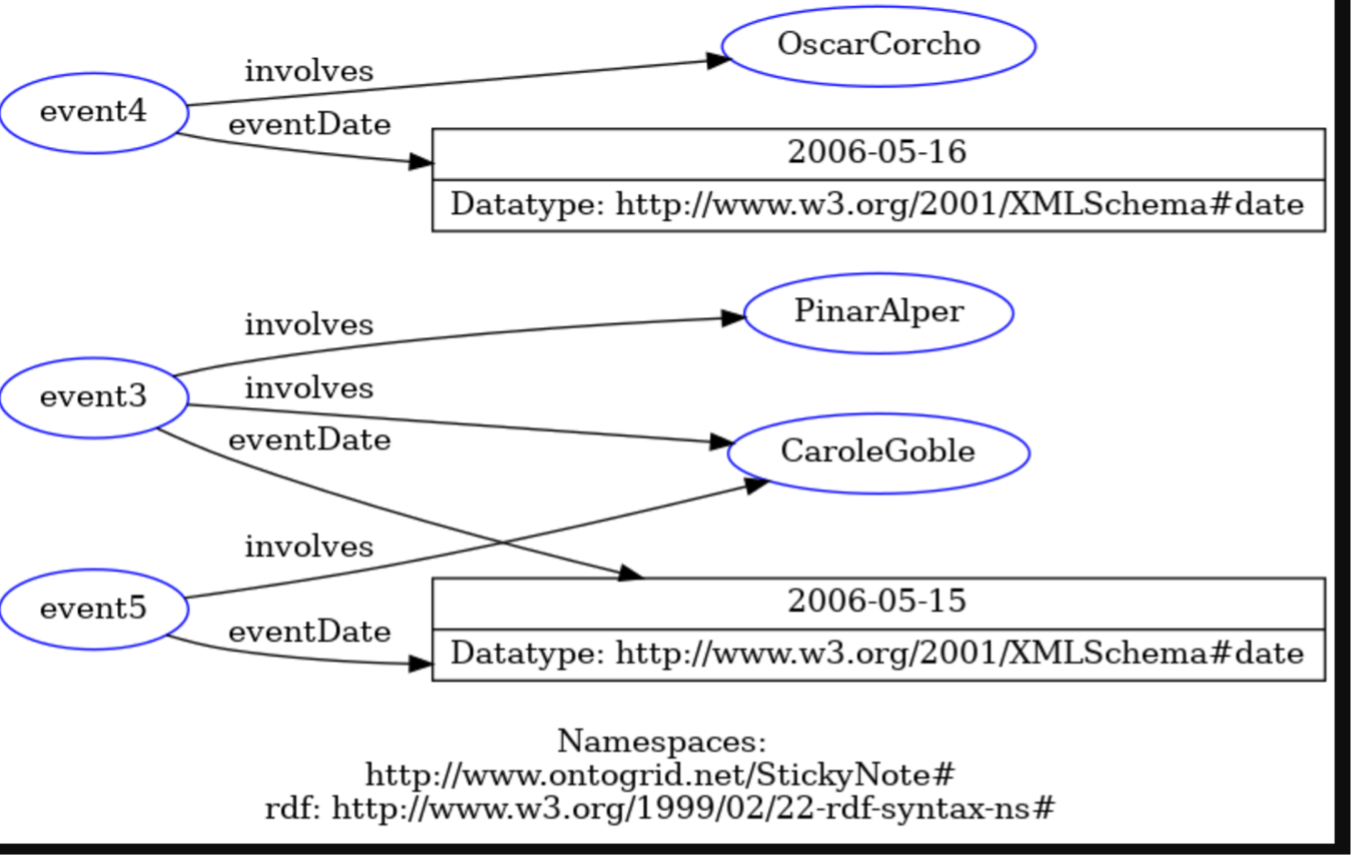 involves
OscarCorcho
event4
eventDate
2006-05-16
Datatype: http://www.w3.org/2001/XMLSchema#date
involves
PinarAlper
event3
involves
eventDate
CaroleGoble
involves
event5
eventDate
2006-05-15
Datatype: http://www.w3.org/2001/XMLSchema#date
Namespaces:
http://www.ontogrid.net/StickyNote#
rdf: http://www.w3.org/1999/02/22-rdf-syntax-ns#